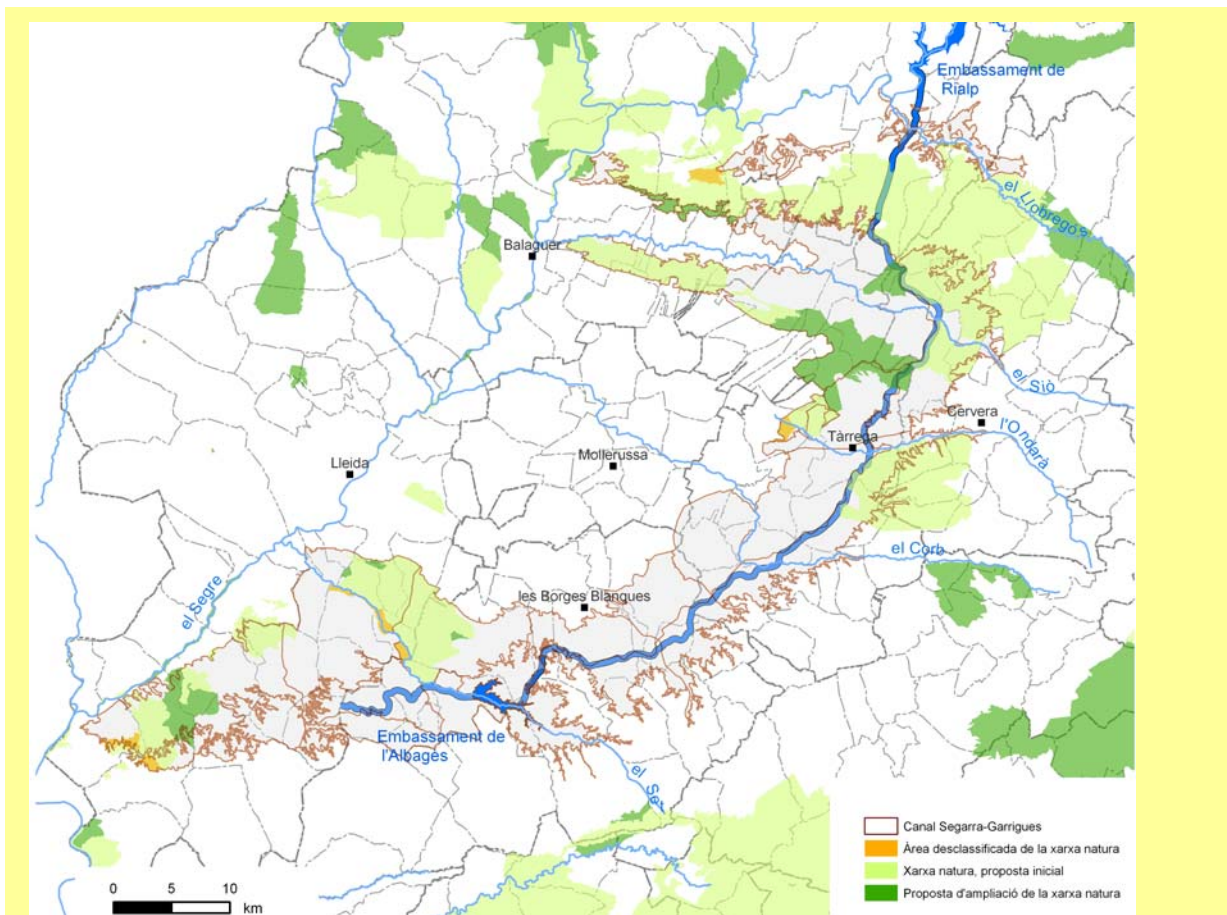 Embassament de
Rialp
el Llobregós
Balaguer
el Sió
Cervera
l'Ondara
Tàrrega
Mollerussa
Lleida
el Corb
les Borges Blanques
el Segre
Embassament de
l'Albagès
el Set
Canal Segarra-Garrigues
Àrea desclassificada de la xarxa natura
Xarxa natura, proposta inicial
Proposta d'ampliació de la xarxa natura
0 5 10
km